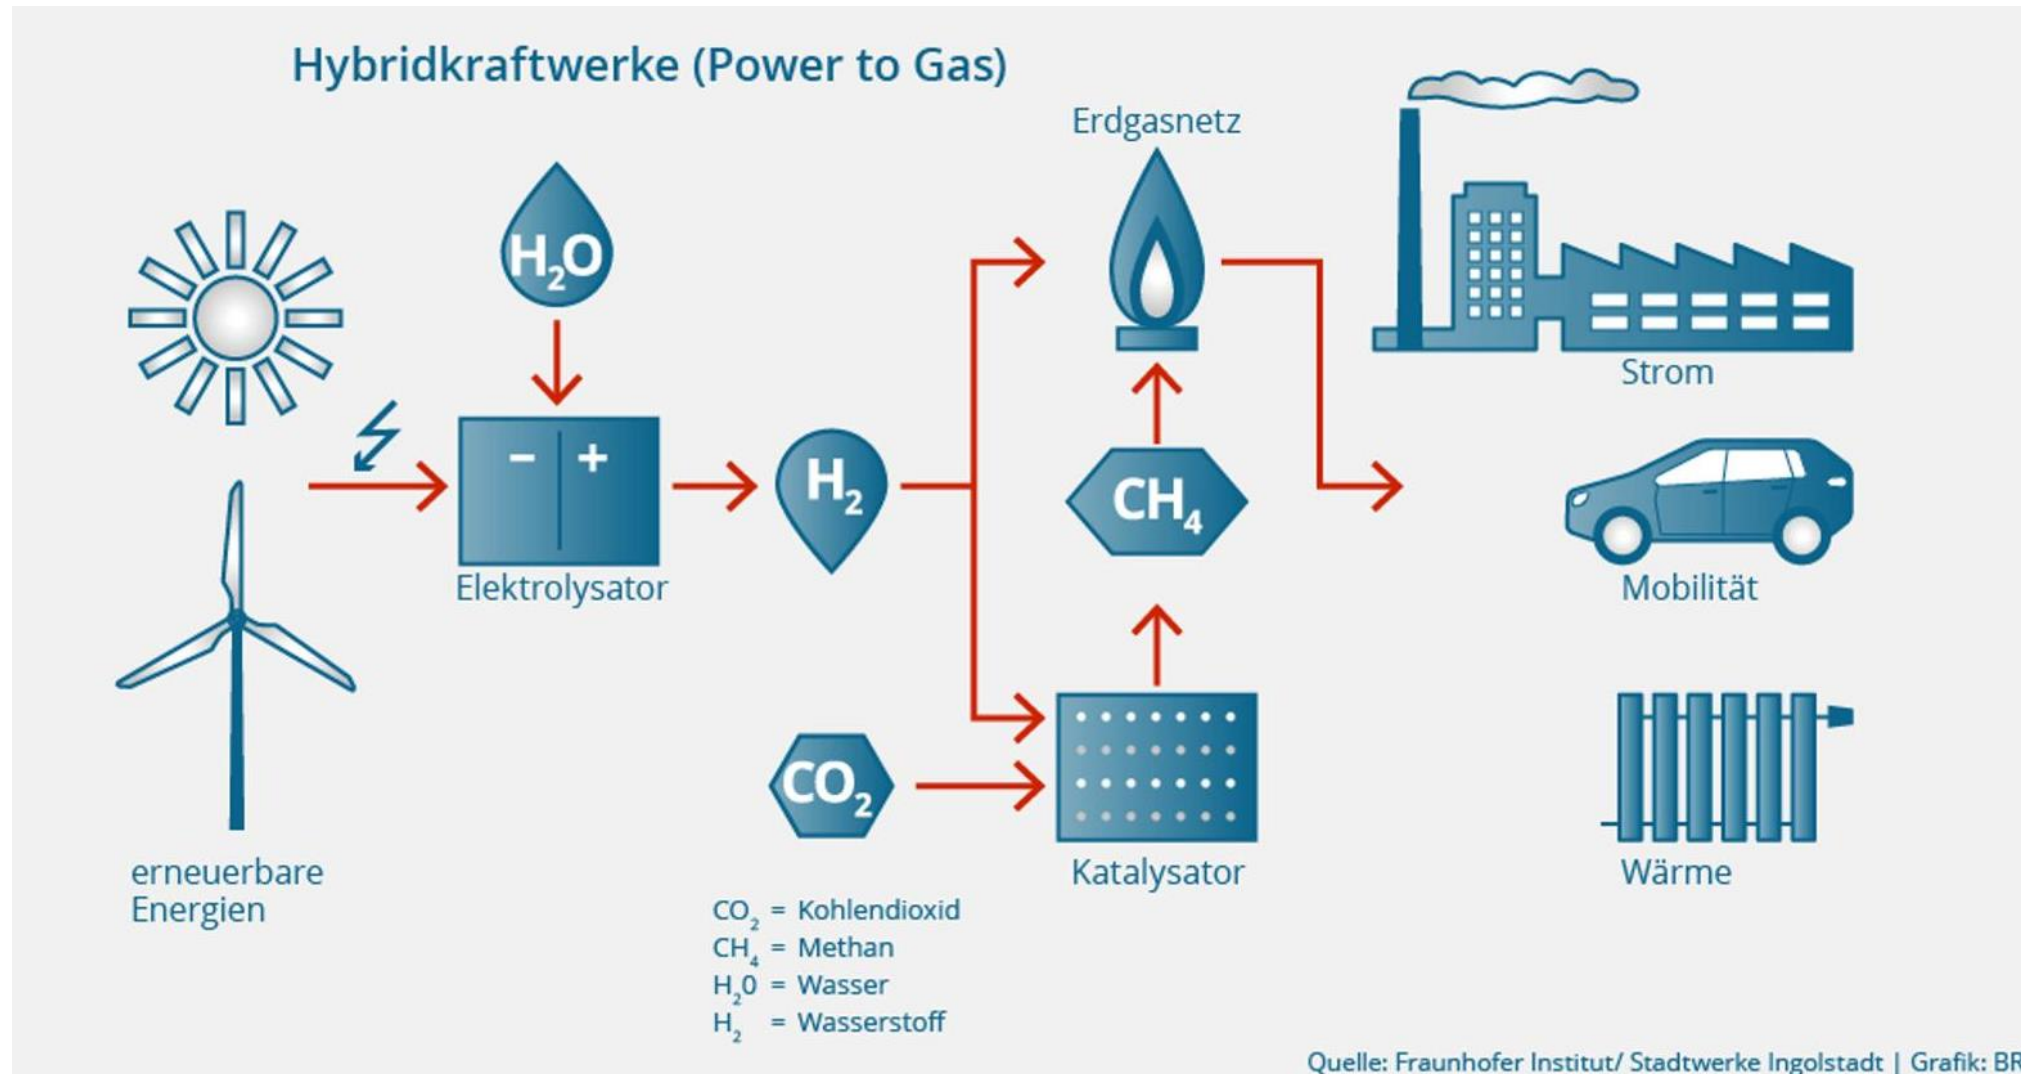 Hybridkraftwerke (Power to Gas)
Erdgasnetz
H₂O
Strom
− +
H₂
CH₄
Elektrolysator
Mobilität
CO₂
erneuerbare
Energien
Katalysator
Wärme
CO₂ = Kohlendioxid
CH₄ = Methan
H₂0 = Wasser
H₂ = Wasserstoff
Quelle: Fraunhofer Institut/ Stadtwerke Ingolstadt | Grafik: BR